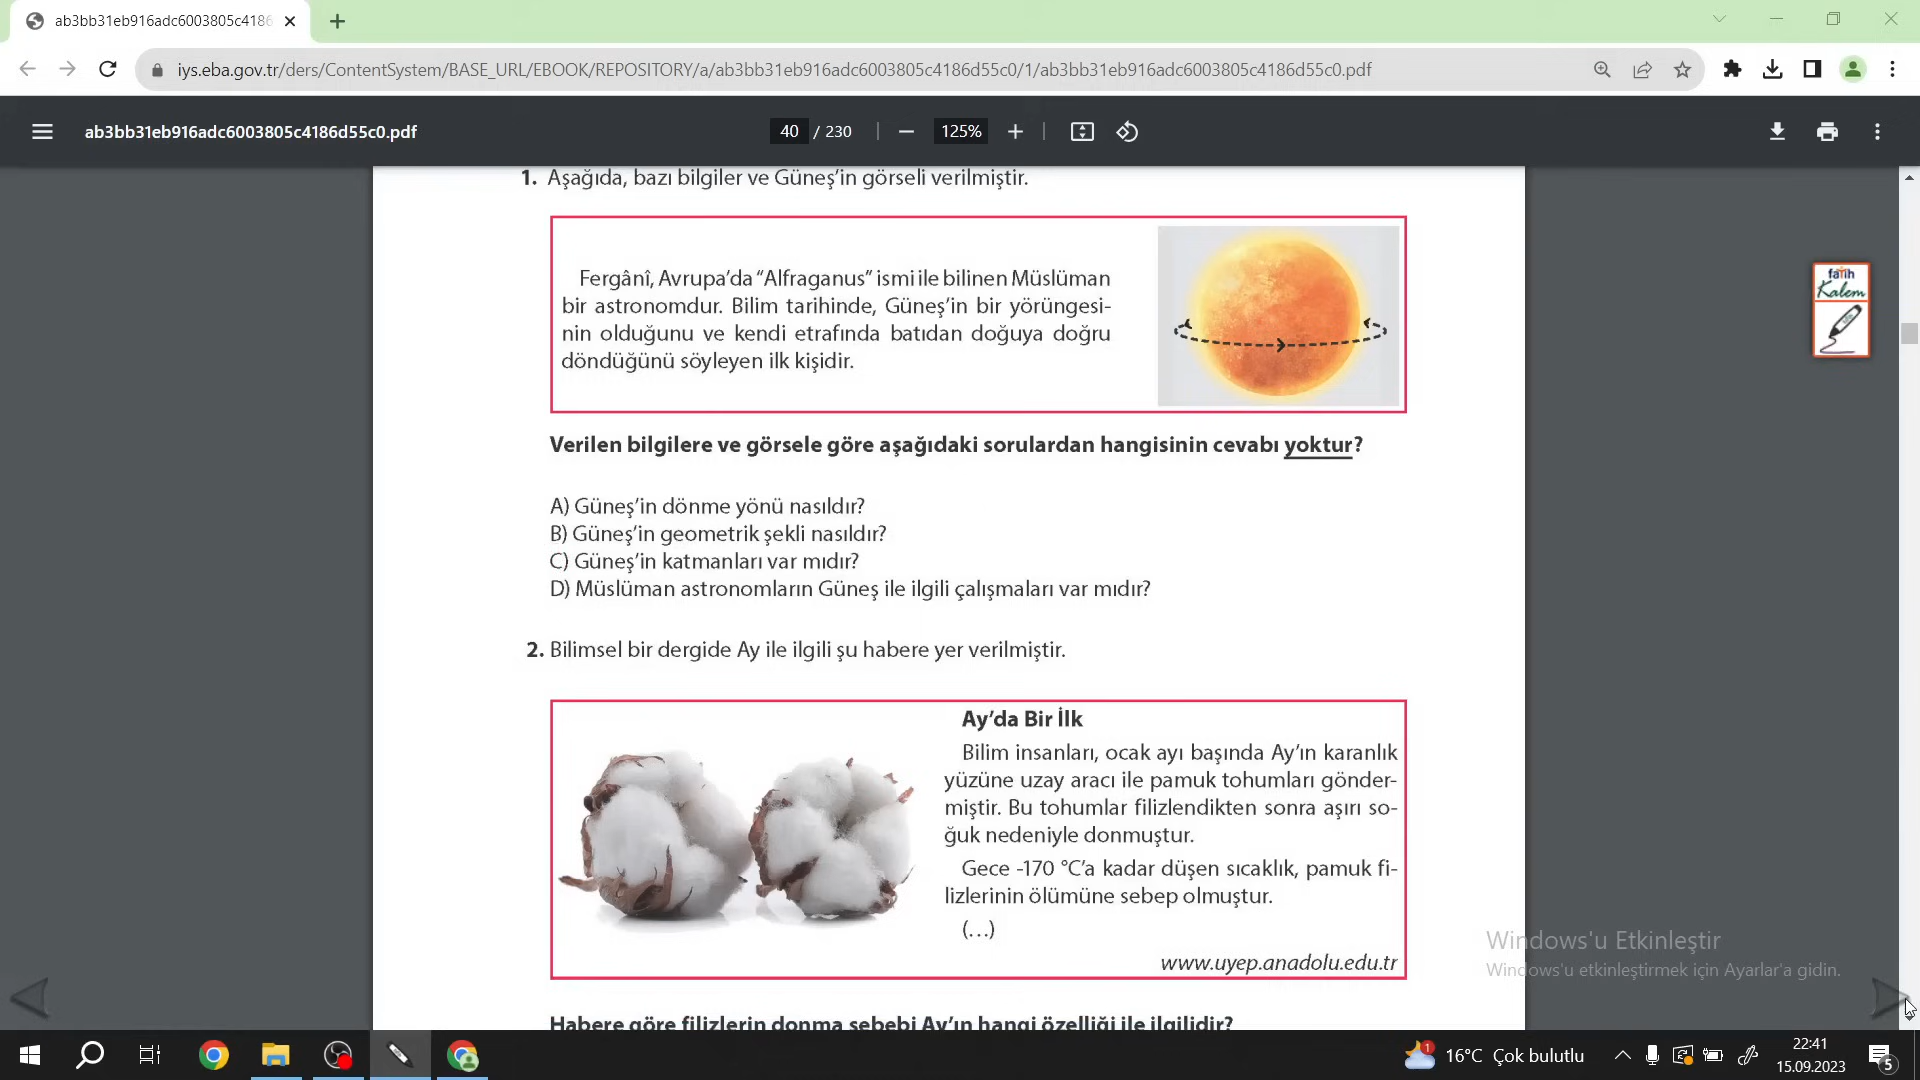 ab3bb31eb916adc6003805c4186
iys.eba.gov.tr/ders/ContentSystem/BASE_URL/EBOOK/REPOSITORY/a/ab3bb31eb916adc6003805c4186d55c0/1/ab3bb31eb916adc6003805c4186d55c0.pdf
ab3bb31eb916adc6003805c4186d55c0.pdf
40 / 230
125%
1. Aşağıda, bazı bilgiler ve Güneş’in görseli verilmiştir.
Fergânî, Avrupa’da “Alfraganus” ismi ile bilinen Müslüman
bir astronomdur. Bilim tarihinde, Güneş’in bir yörüngesi-
nin olduğunu ve kendi etrafında batıdan doğuya doğru
döndüğünü söyleyen ilk kişidir.
fatih
Kalem
Verilen bilgilere ve görsele göre aşağıdaki sorulardan hangisinin cevabı yoktur?
A) Güneş’in dönme yönü nasıldır?
B) Güneş’in geometrik şekli nasıldır?
C) Güneş’in katmanları var mıdır?
D) Müslüman astronomların Güneş ile ilgili çalışmaları var mıdır?
2. Bilimsel bir dergide Ay ile ilgili şu habere yer verilmiştir.
Ay’da Bir İlk
Bilim insanları, ocak ayı başında Ay’ın karanlık
yüzüne uzay aracı ile pamuk tohumları gönder-
miştir. Bu tohumlar filizlendikten sonra aşırı so-
ğuk nedeniyle donmuştur.
Gece -170 °C’a kadar düşen sıcaklık, pamuk fi-
lizlerinin ölümüne sebep olmuştur.
(…)
www.uyep.anadolu.edu.tr
Windows'u Etkinleştir
Windows'u etkinleştirmek için Ayarlar'a gidin.
Habere göre filizlerin donma sebebi Ay’ın hangi özelliği ile ilgilidir?
1
16°C Çok bulutlu
22:41
15.09.2023
5